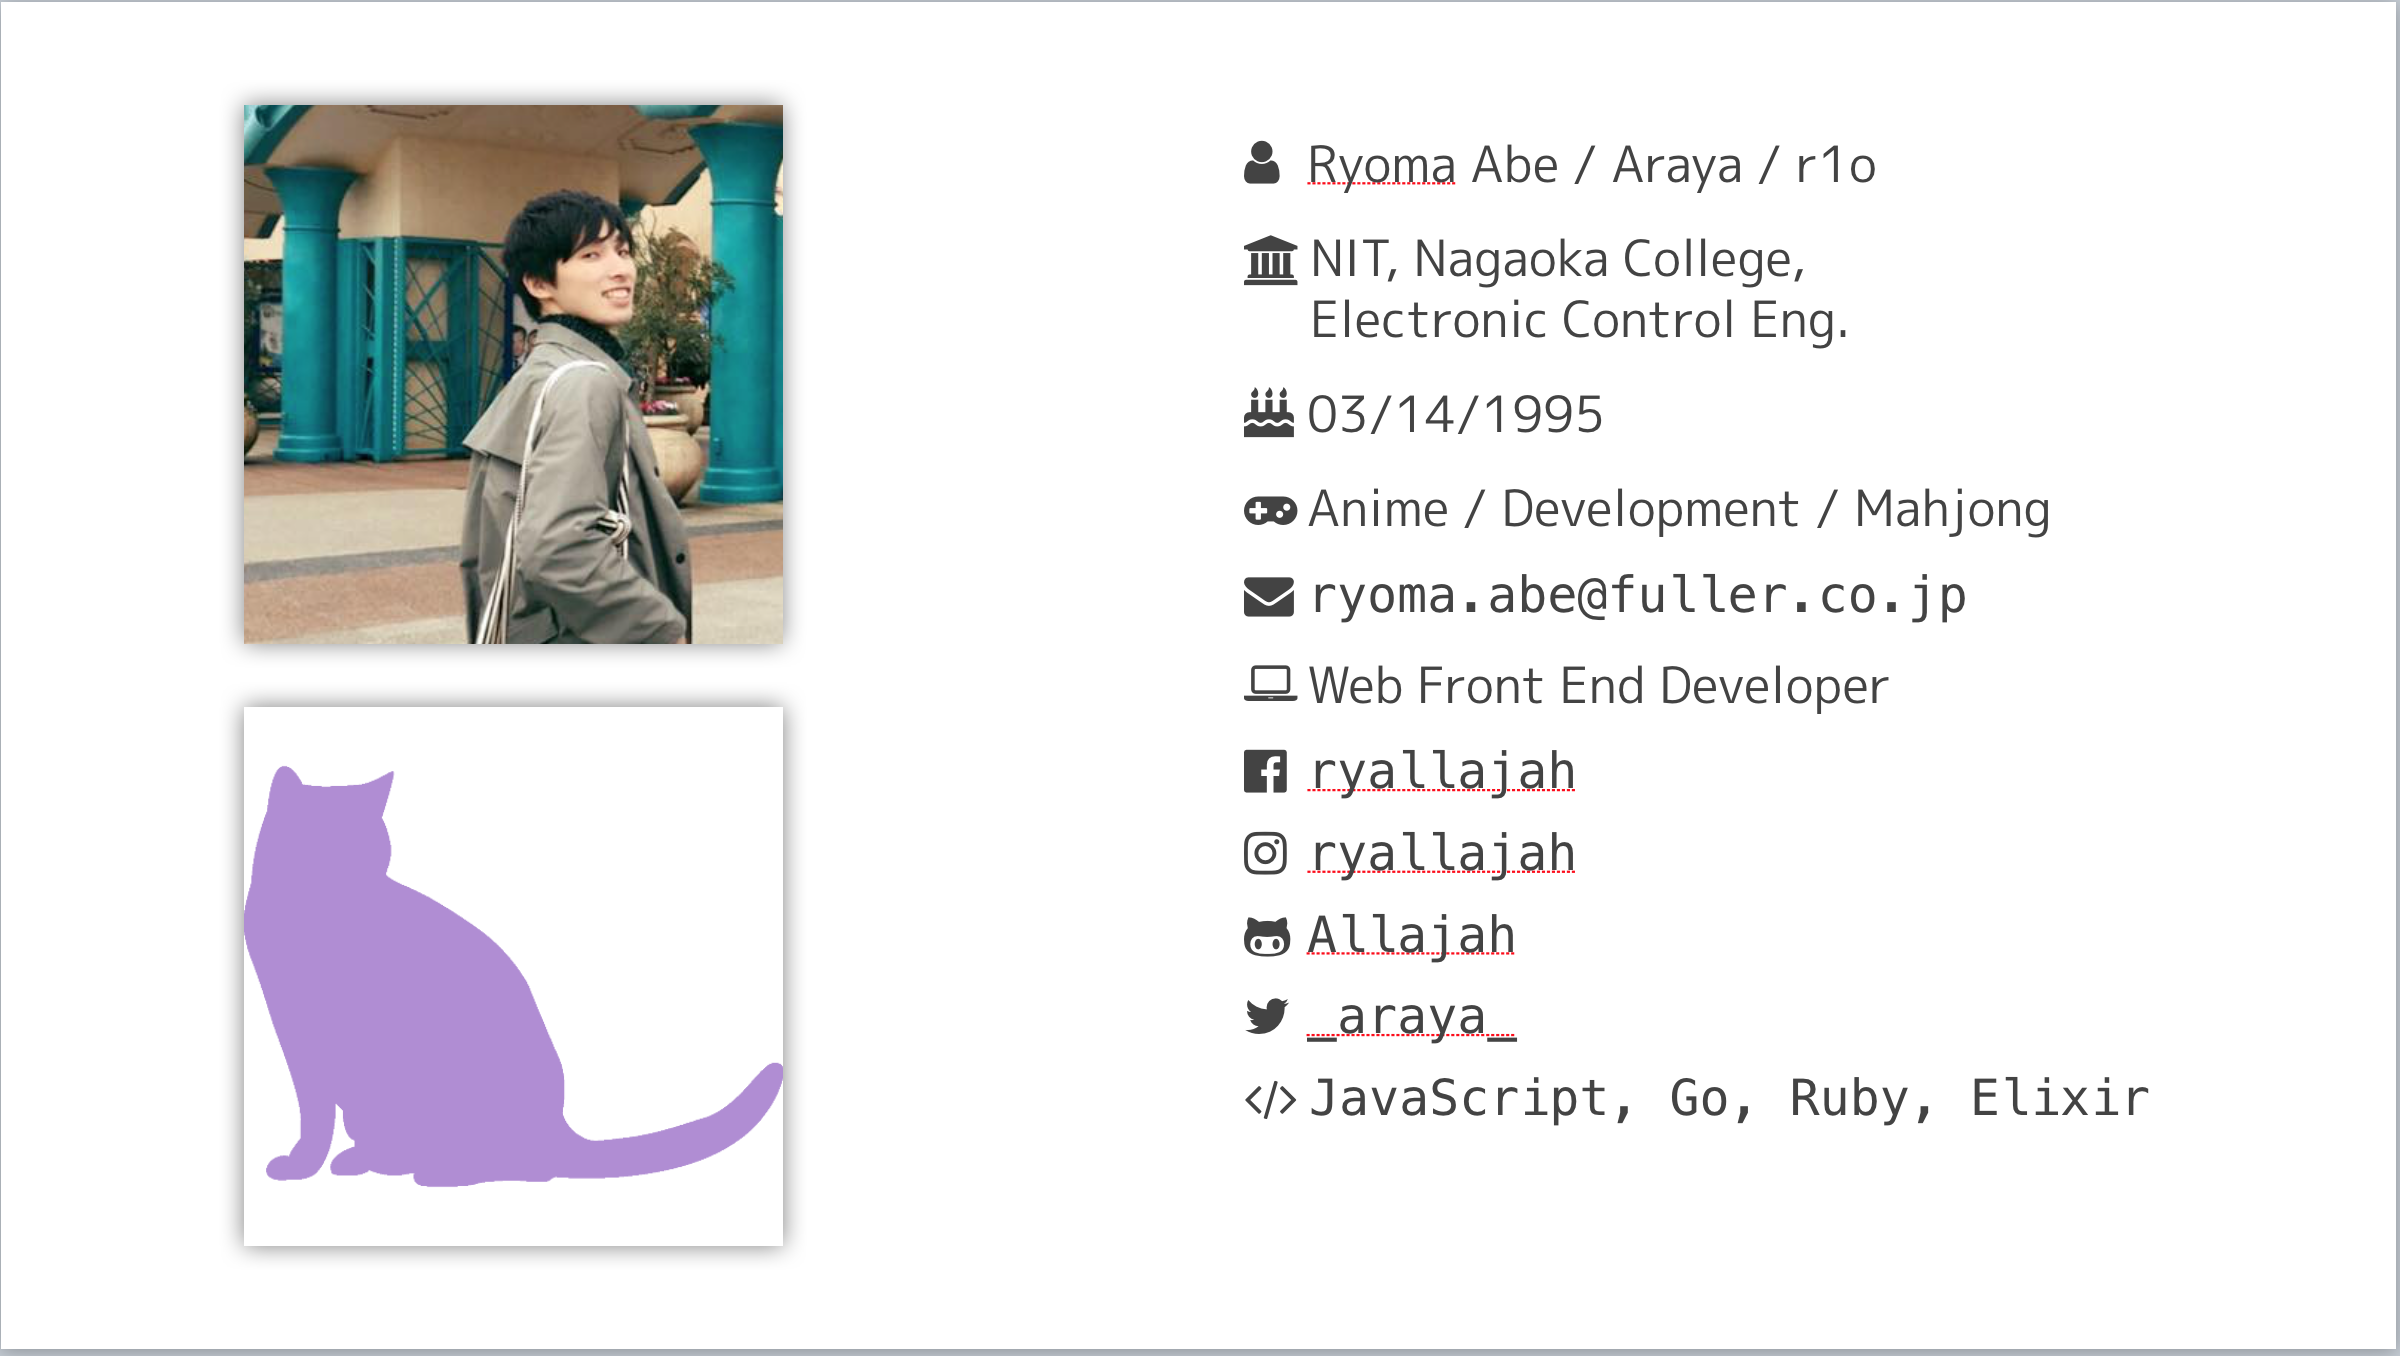 Ryoma Abe / Araya / r1o
NIT, Nagaoka College,
Electronic Control Eng.
03/14/1995
Anime / Development / Mahjong
ryoma.abe@fuller.co.jp
Web Front End Developer
ryallajah
ryallajah
Allajah
_araya_
JavaScript, Go, Ruby, Elixir